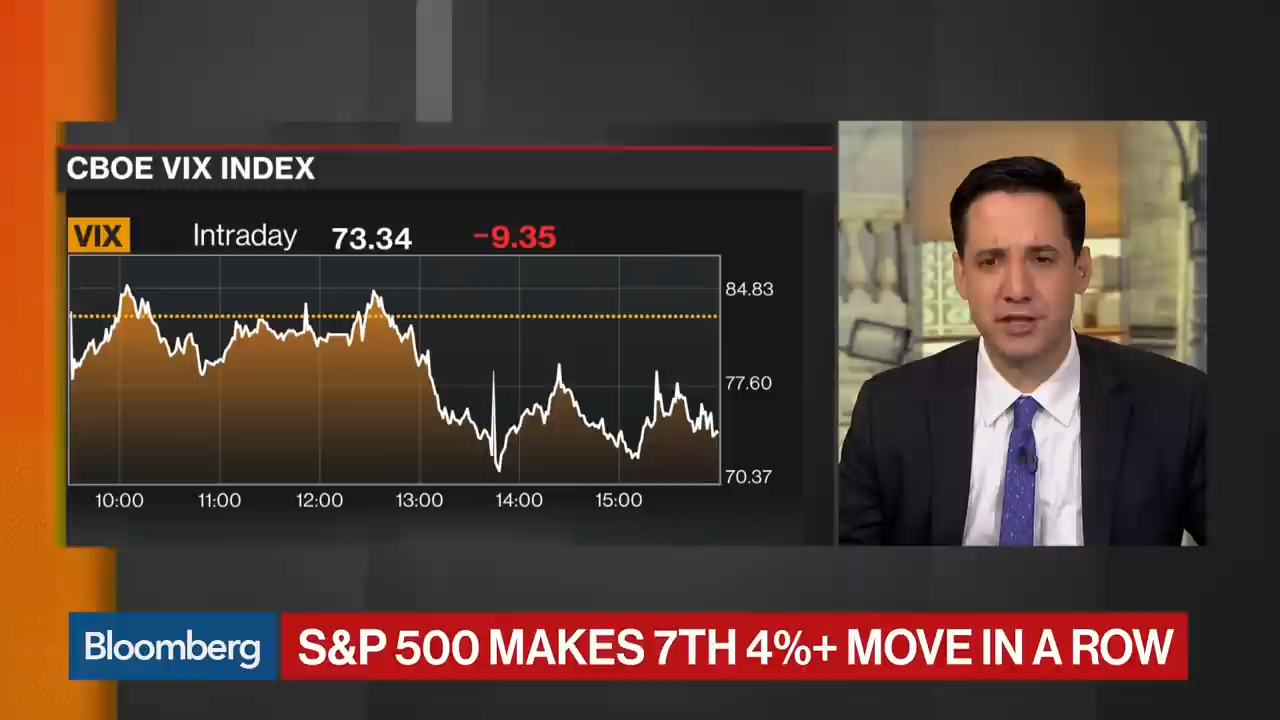 CBOE VIX INDEX
VIX Intraday 73.34 −9.35
84.83
77.60
70.37
10:00 11:00 12:00 13:00 14:00 15:00
Bloomberg S&P 500 MAKES 7TH 4%+ MOVE IN A ROW